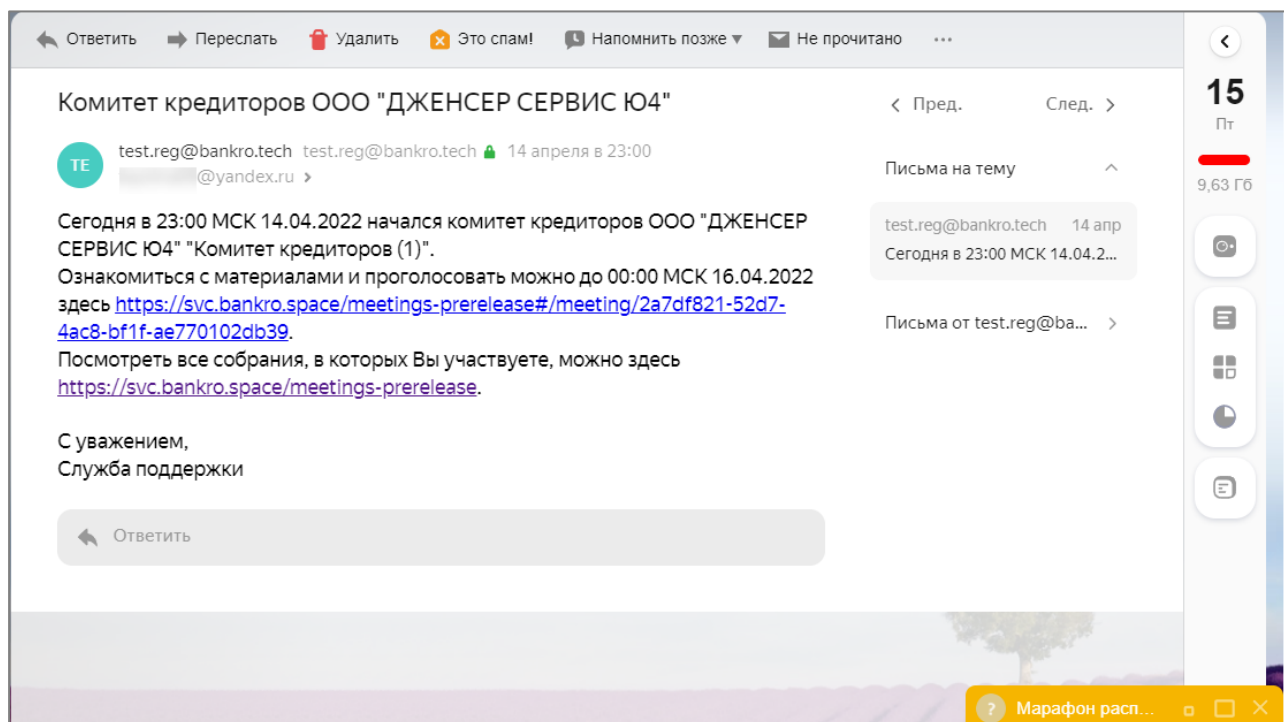 Ответить Переслать Удалить Это спам! Напомнить позже Не прочитано ...
Комитет кредиторов ООО "ДЖЕНСЕР СЕРВИС Ю4"
TE
test.reg@bankro.tech test.reg@bankro.tech 14 апреля в 23:00
@yandex.ru
Сегодня в 23:00 МСК 14.04.2022 начался комитет кредиторов ООО "ДЖЕНСЕР
СЕРВИС Ю4" "Комитет кредиторов (1)".
Ознакомиться с материалами и проголосовать можно до 00:00 МСК 16.04.2022
здесь https://svc.bankro.space/meetings-prerelease#/meeting/2a7df821-52d7-
4ac8-bf1f-ae770102db39.
Посмотреть все собрания, в которых Вы участвуете, можно здесь
https://svc.bankro.space/meetings-prerelease.
С уважением,
Служба поддержки
Ответить
Пред. След.
Письма на тему
test.reg@bankro.tech 14 апр
Сегодня в 23:00 МСК 14.04.2...
Письма от test.reg@ba...
15
Пт
9,63 Гб
? Марафон расп...